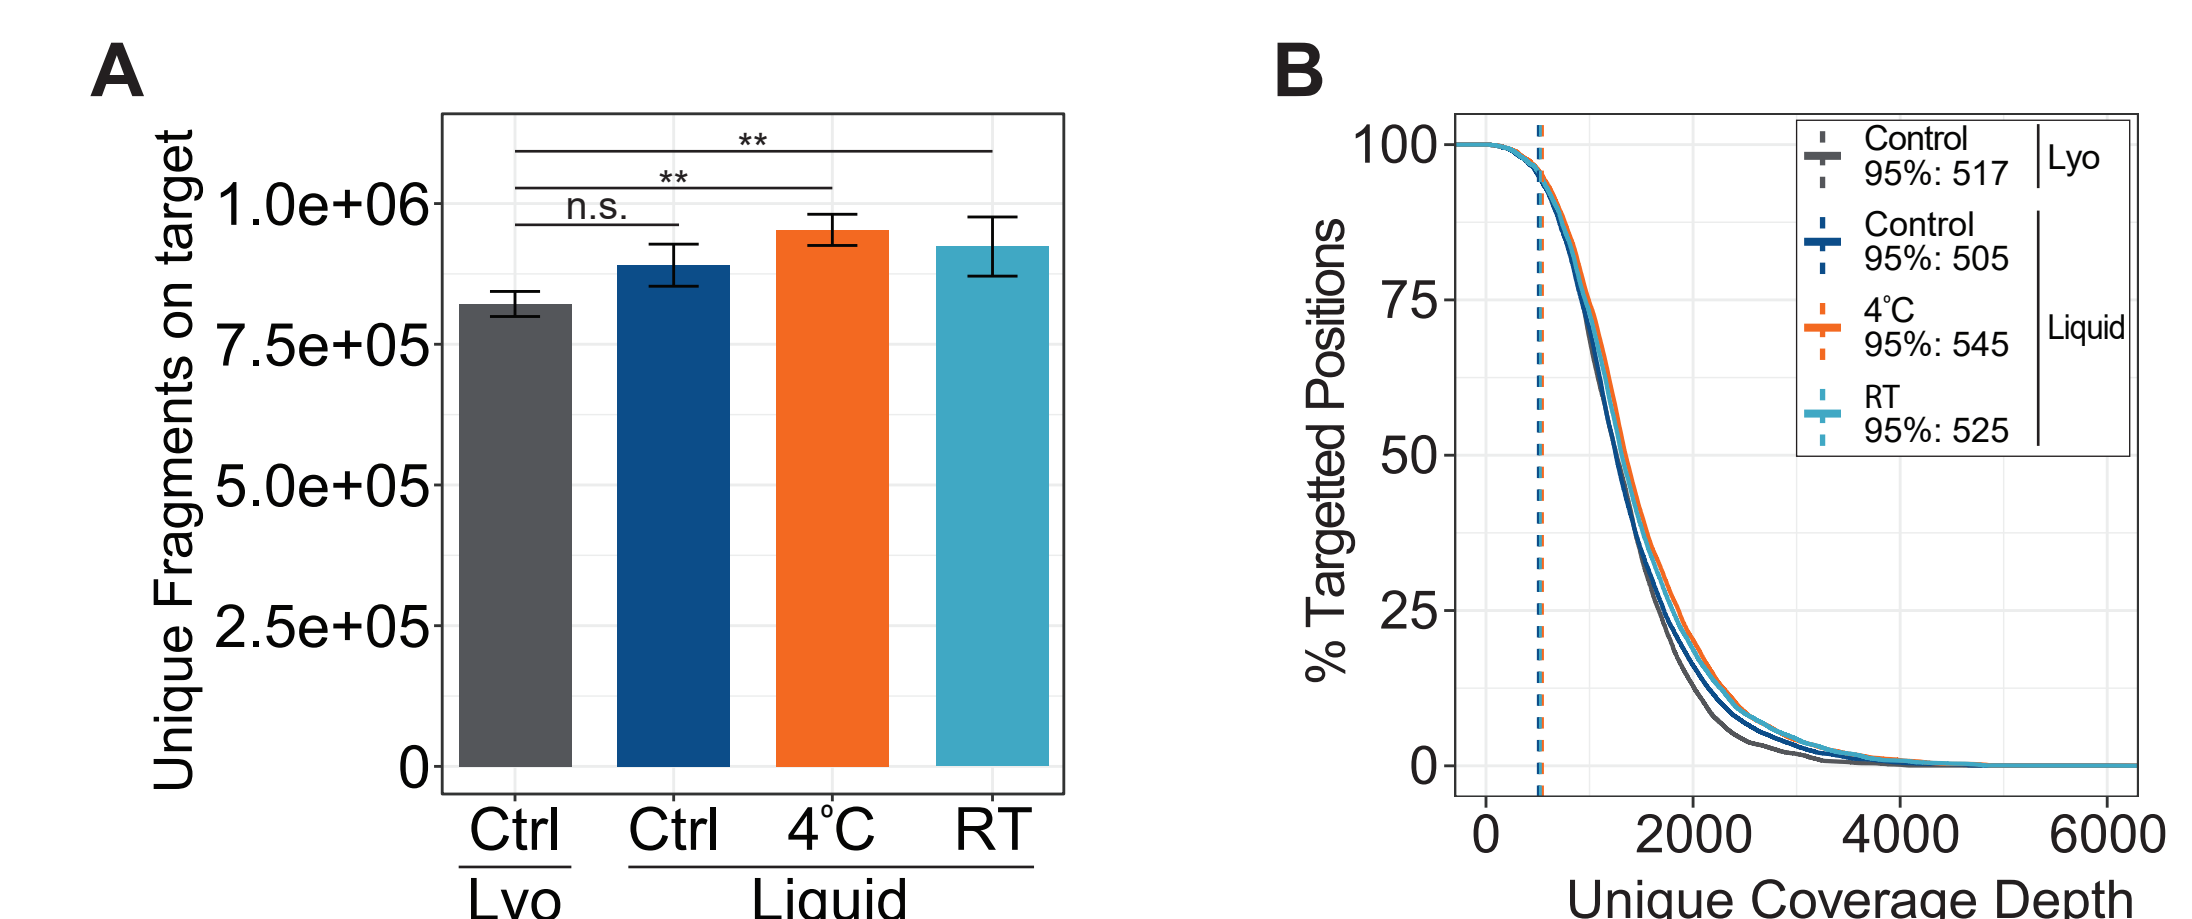 A
Unique Fragments on target
1.0e+06
7.5e+05
5.0e+05
2.5e+05
0
**
**
n.s.
Ctrl Ctrl 4°C RT
Lyo Liquid
B
% Targetted Positions
100
75
50
25
0
Control
95%: 517
Lyo
Control
95%: 505
4°C
95%: 545
Liquid
RT
95%: 525
0 2000 4000 6000
Unique Coverage Depth